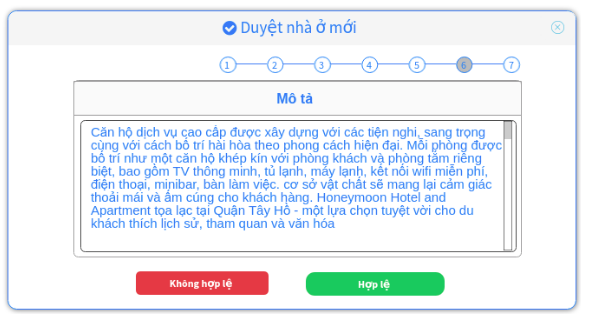 Duyệt nhà ở mới
1 2 3 4 5 6 7
Mô tả
Căn hộ dịch vụ cao cấp được xây dựng với các tiện nghi, sang trọng
cùng với cách bố trí hài hòa theo phong cách hiện đại. Mỗi phòng được
bố trí như một căn hộ khép kín với phòng khách và phòng tắm riêng
biệt, bao gồm TV thông minh, tủ lạnh, máy lạnh, kết nối wifi miễn phí,
điện thoại, minibar, bàn làm việc. cơ sở vật chất sẽ mang lại cảm giác
thoải mái và ấm cúng cho khách hàng. Honeymoon Hotel and
Apartment tọa lạc tại Quận Tây Hồ - một lựa chọn tuyệt vời cho du
khách thích lịch sử, tham quan và văn hóa
Không hợp lệ Hợp lệ